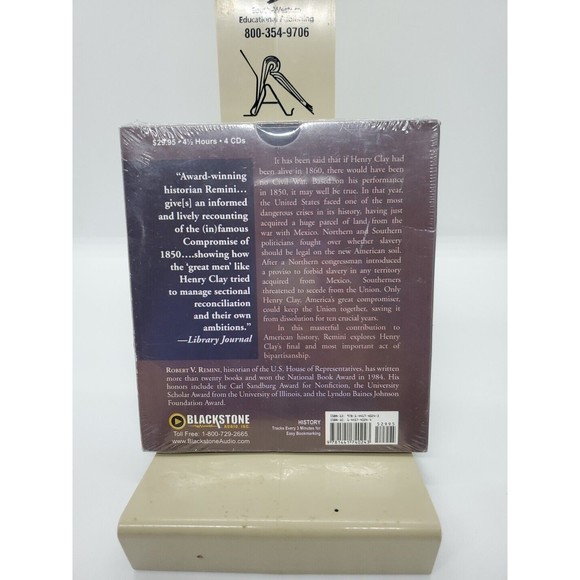 Educational Publishing
800-354-9706
$29.95 • 4½ Hours • 4 CDs
“Award-winning
historian Remini…
give[s] an informed
and lively recounting
of the (in)famous
Compromise of
1850….showing how
the ‘great men’ like
Henry Clay tried
to manage sectional
reconciliation
and their own
ambitions.”
—Library Journal
It has been said that if Henry Clay had
been alive in 1860, there would have been
no Civil War. Based on his performance
in 1850, it may well be true. In that year,
the United States faced one of the most
dangerous crises in its history, having just
acquired a huge parcel of land from the
war with Mexico. Northern and Southern
politicians fought over whether slavery
should be legal on the new American soil.
After a Northern congressman introduced
a proviso to forbid slavery in any territory
acquired from Mexico, Southerners
threatened to secede from the Union. Only
Henry Clay, America's great compromiser,
could keep the Union together, saving it
from dissolution for ten crucial years.
In this masterful contribution to
American history, Remini explores Henry
Clay's final and most important act of
bipartisanship.
Robert V. Remini, historian of the U.S. House of Representatives, has written
more than twenty books and won the National Book Award in 1984. His
honors include the Carl Sandburg Award for Nonfiction, the University
Scholar Award from the University of Illinois, and the Lyndon Baines Johnson
Foundation Award.
BLACKSTONE
AUDIO, INC.
Toll Free: 1-800-729-2665
www.BlackstoneAudio.com
HISTORY
Tracks Every 3 Minutes for
Easy Bookmarking
52995